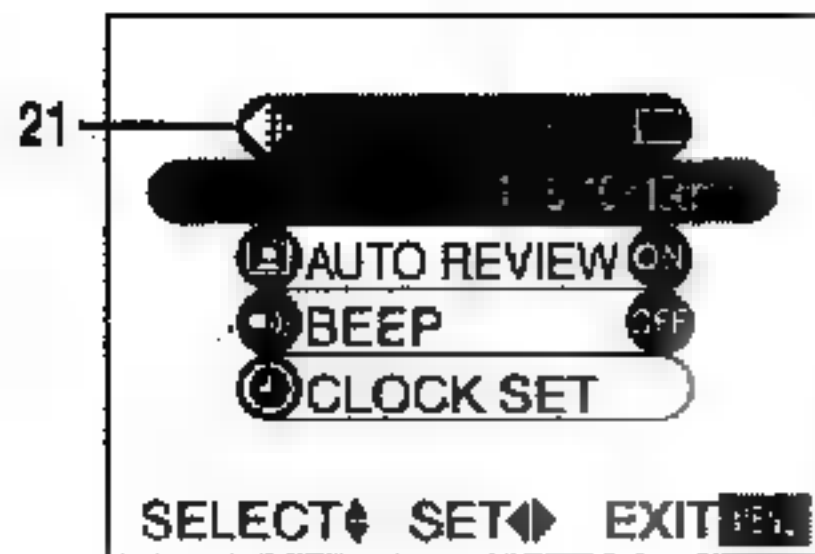 21
AUTO REVIEW ON
BEEP OFF
CLOCK SET
SELECT SET EXIT